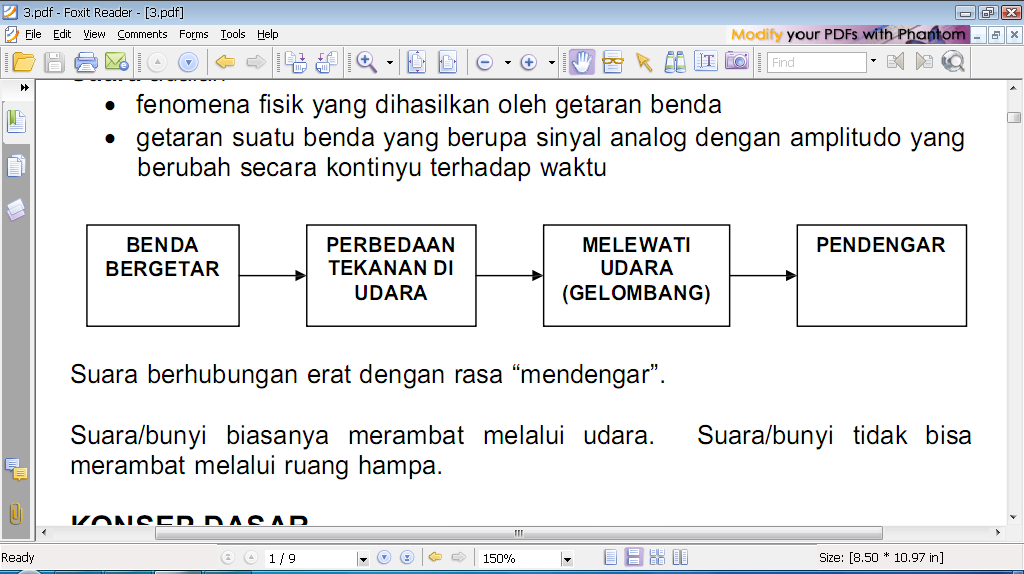 3.pdf - Foxit Reader - [3.pdf]
File Edit View Comments Forms Tools Help
Modify your PDFs with Phantom
Find
fenomena fisik yang dihasilkan oleh getaran benda
getaran suatu benda yang berupa sinyal analog dengan amplitudo yang
berubah secara kontinyu terhadap waktu
BENDA
BERGETAR
PERBEDAAN
TEKANAN DI
UDARA
MELEWATI
UDARA
(GELOMBANG)
PENDENGAR
Suara berhubungan erat dengan rasa “mendengar”.
Suara/bunyi biasanya merambat melalui udara. Suara/bunyi tidak bisa
merambat melalui ruang hampa.
KONSEP DASAR
Ready
1 / 9
150%
Size: [8.50 * 10.97 in]